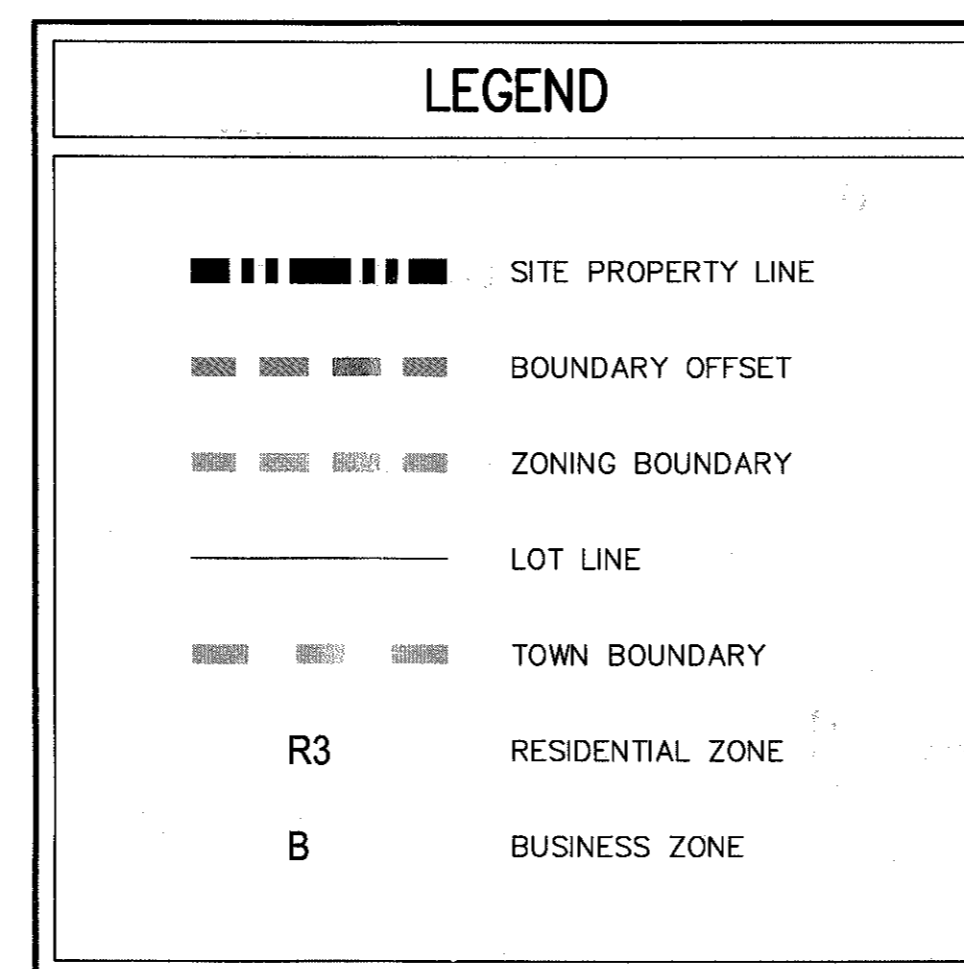 LEGEND
SITE PROPERTY LINE
BOUNDARY OFFSET
ZONING BOUNDARY
LOT LINE
TOWN BOUNDARY
R3 RESIDENTIAL ZONE
B BUSINESS ZONE